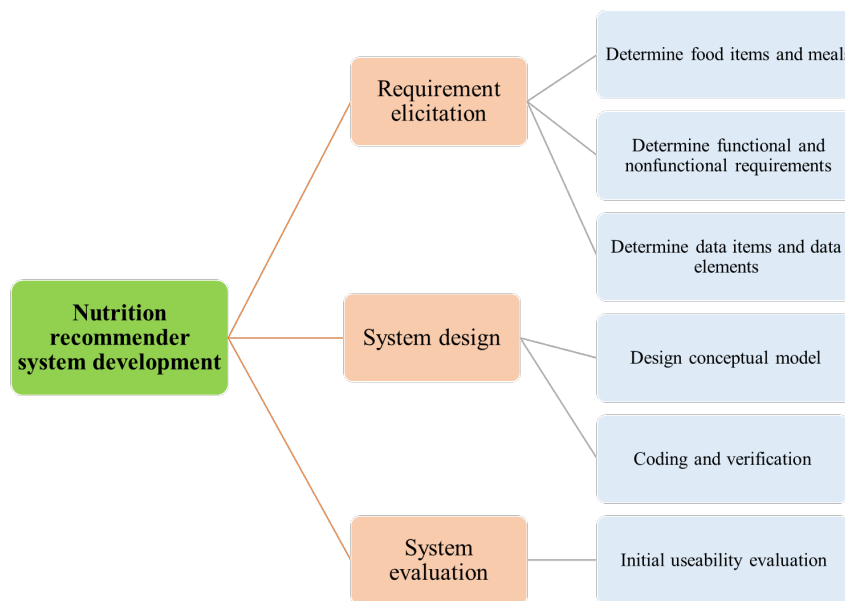 Nutrition
recommender
system development
Requirement
elicitation
System design
System
evaluation
Determine food items and meals
Determine functional and
nonfunctional requirements
Determine data items and data
elements
Design conceptual model
Coding and verification
Initial useability evaluation